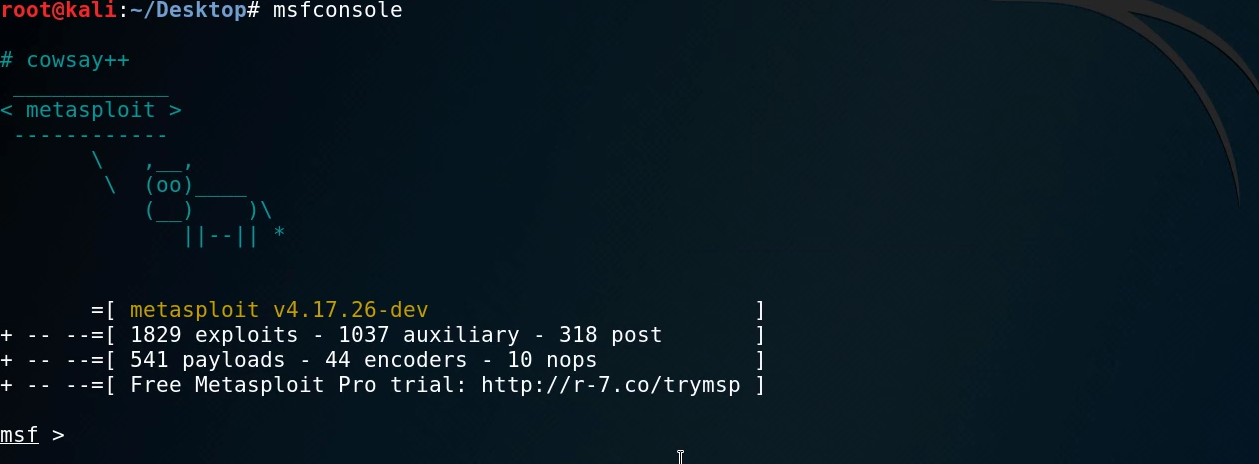 root@kali:~/Desktop# msfconsole
# cowsay++
 ____________
< metasploit >
 ------------
       \   ,__,
        \  (oo)____
           (__)    )\
              ||--|| *
       =[ metasploit v4.17.26-dev                         ]
+ -- --=[ 1829 exploits - 1037 auxiliary - 318 post       ]
+ -- --=[ 541 payloads - 44 encoders - 10 nops            ]
+ -- --=[ Free Metasploit Pro trial: http://r-7.co/trymsp ]
msf >